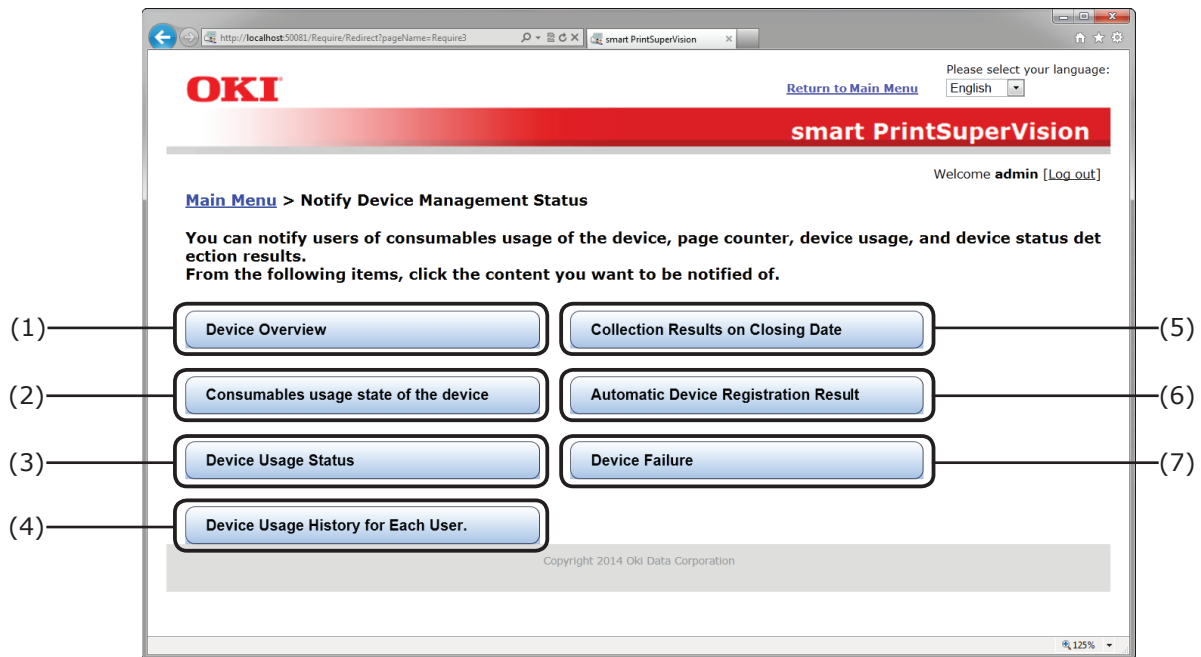 http://localhost:50081/Require/Redirect?pageName=Require3
smart PrintSuperVision
Please select your language:
OKI
Return to Main Menu
English
smart PrintSuperVision
Welcome admin [Log out]
Main Menu > Notify Device Management Status
You can notify users of consumables usage of the device, page counter, device usage, and device status det
ection results.
From the following items, click the content you want to be notified of.
(1)
Device Overview
Collection Results on Closing Date
(5)
(2)
Consumables usage state of the device
Automatic Device Registration Result
(6)
(3)
Device Usage Status
Device Failure
(7)
(4)
Device Usage History for Each User.
Copyright 2014 Oki Data Corporation
125%